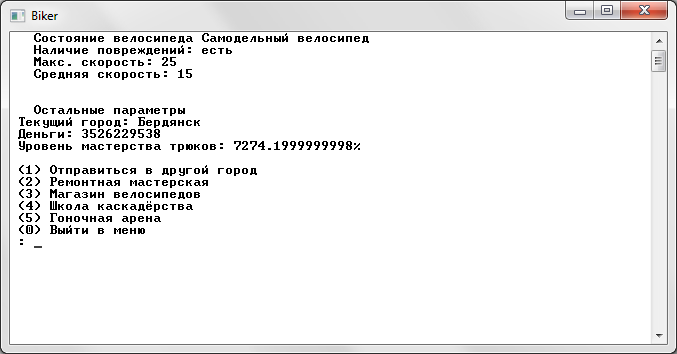 Biker
Состояние велосипеда Самодельный велосипед
Наличие повреждений: есть
Макс. скорость: 25
Средняя скорость: 15
Остальные параметры
Текущий город: Бердянск
Деньги: 3526229538
Уровень мастерства трюков: 7274.1999999998%
(1) Отправиться в другой город
(2) Ремонтная мастерская
(3) Магазин велосипедов
(4) Школа каскадёрства
(5) Гоночная арена
(0) Выйти в меню
: _